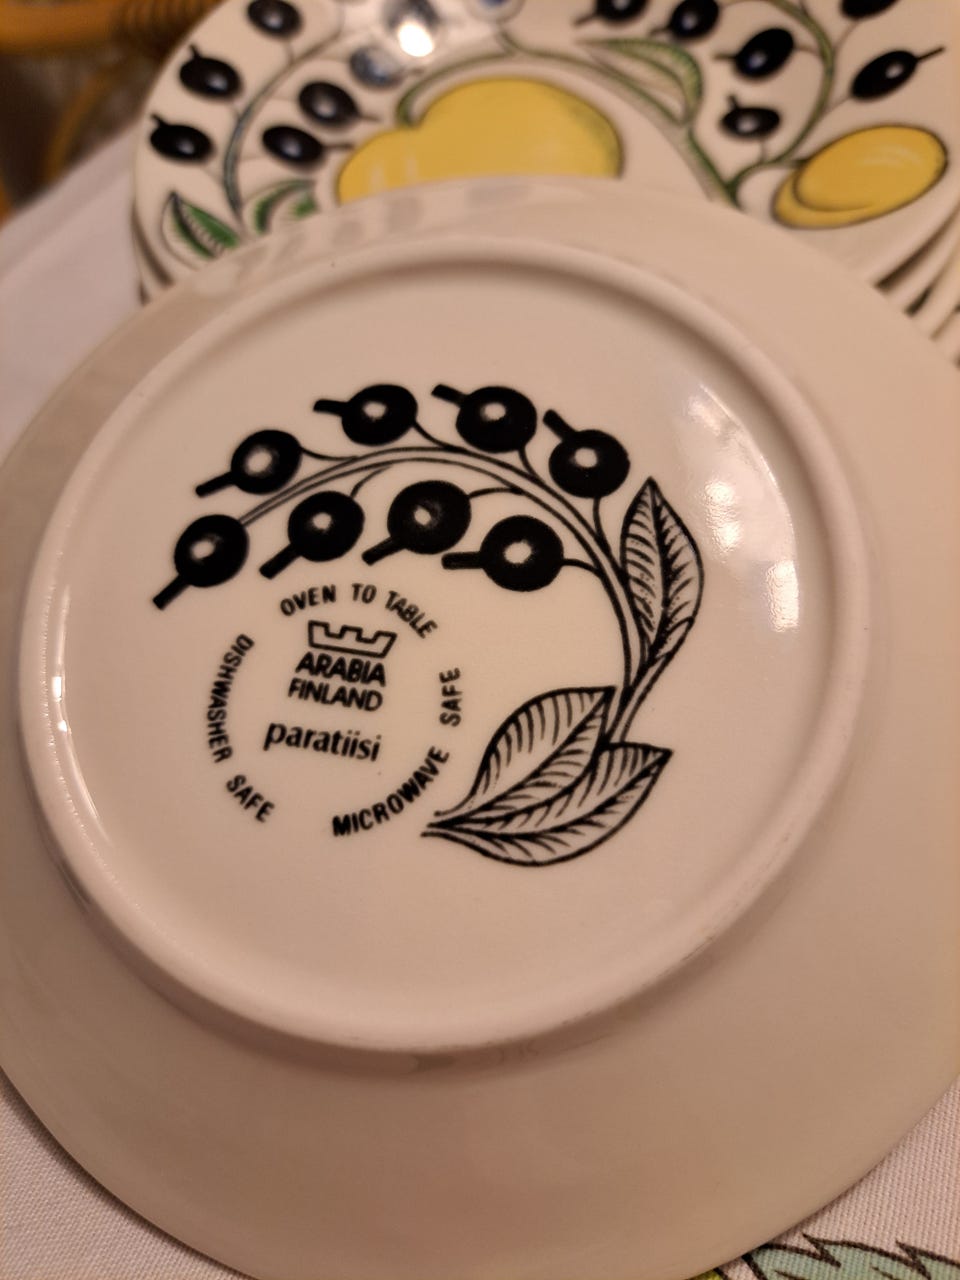 OVEN TO TABLE
ARABIA
FINLAND
paratiisi
DISHWASHER SAFE
MICROWAVE SAFE